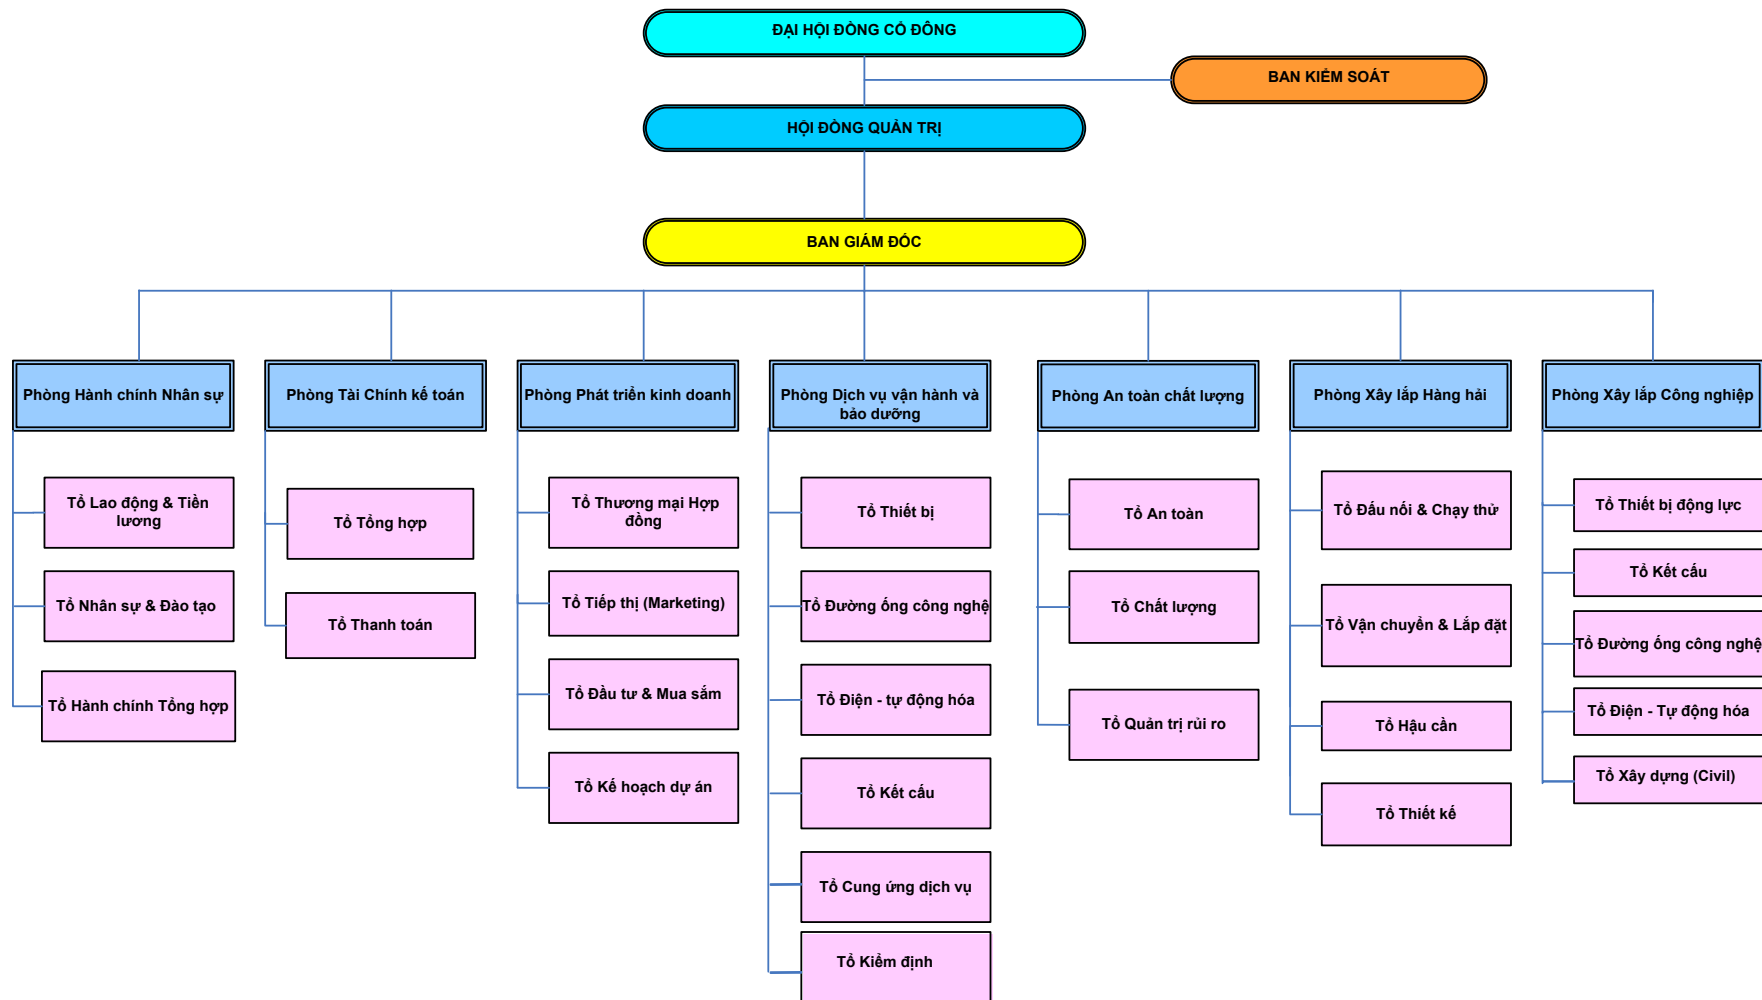 ĐẠI HỘI ĐỒNG CỔ ĐÔNG
BAN KIỂM SOÁT
HỘI ĐỒNG QUẢN TRỊ
BAN GIÁM ĐỐC
Phòng Hành chính Nhân sự
Phòng Tài Chính kế toán
Phòng Phát triển kinh doanh
Phòng Dịch vụ vận hành và
bảo dưỡng
Phòng An toàn chất lượng
Phòng Xây lắp Hàng hải
Phòng Xây lắp Công nghiệp
Tổ Lao động & Tiền
lương
Tổ Nhân sự & Đào tạo
Tổ Hành chính Tổng hợp
Tổ Tổng hợp
Tổ Thanh toán
Tổ Thương mại Hợp
đồng
Tổ Tiếp thị (Marketing)
Tổ Đầu tư & Mua sắm
Tổ Kế hoạch dự án
Tổ Thiết bị
Tổ Đường ống công nghệ
Tổ Điện - tự động hóa
Tổ Kết cấu
Tổ Cung ứng dịch vụ
Tổ Kiểm định
Tổ An toàn
Tổ Chất lượng
Tổ Quản trị rủi ro
Tổ Đấu nối & Chạy thử
Tổ Vận chuyển & Lắp đặt
Tổ Hậu cần
Tổ Thiết kế
Tổ Thiết bị động lực
Tổ Kết cấu
Tổ Đường ống công nghệ
Tổ Điện - Tự động hóa
Tổ Xây dựng (Civil)